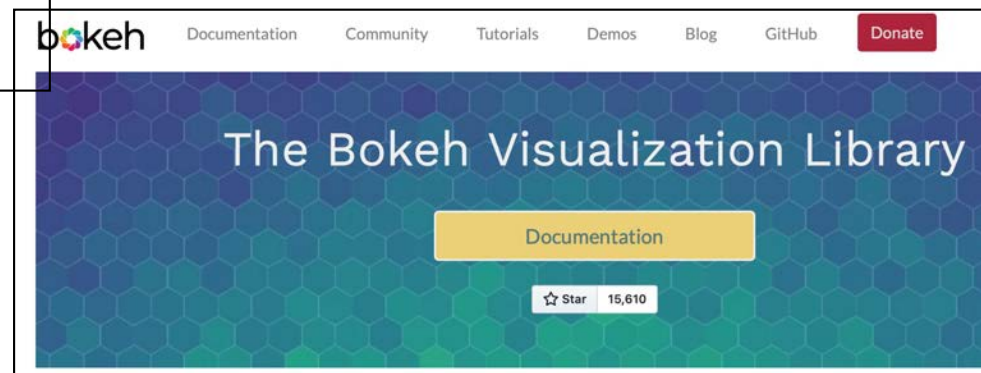 bokeh Documentation Community Tutorials Demos Blog GitHub Donate
The Bokeh Visualization Library
Documentation
Star 15,610